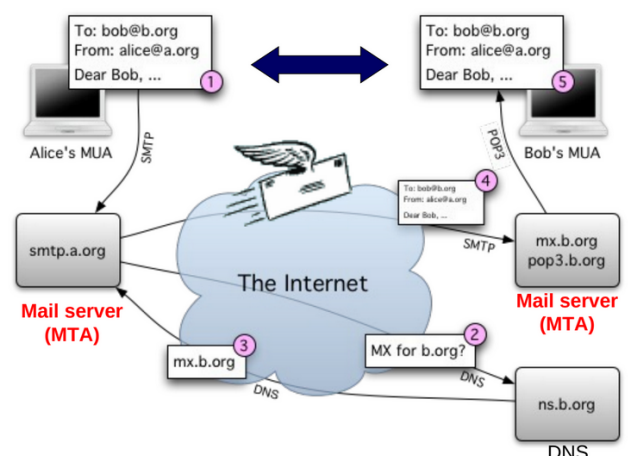 To: bob@b.org
From: alice@a.org
Dear Bob, ...
1
Alice's MUA
SMTP
To: bob@b.org
From: alice@a.org
Dear Bob, ...
5
Bob's MUA
POP3
To: bob@b.org
From: alice@a.org
Dear Bob, ...
4
SMTP
smtp.a.org
Mail server
(MTA)
The Internet
mx.b.org
pop3.b.org
Mail server
(MTA)
MX for b.org?
2
DNS
mx.b.org
3
DNS
ns.b.org
DNS